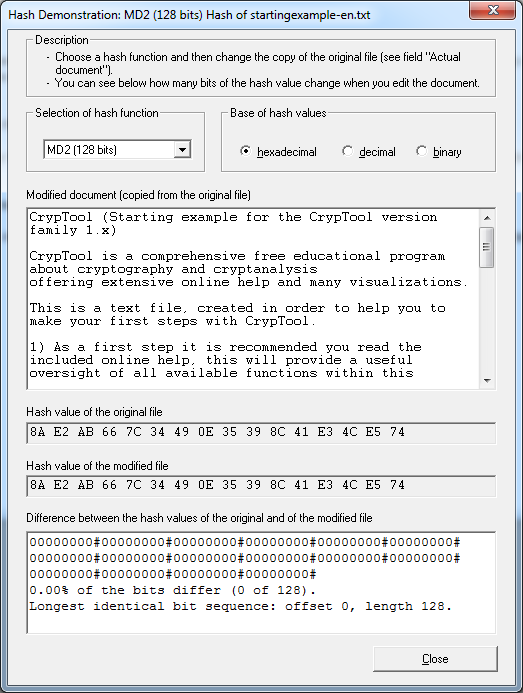 Hash Demonstration: MD2 (128 bits) Hash of startingexample-en.txt
Description
- Choose a hash function and then change the copy of the original file (see field "Actual
document").
- You can see below how many bits of the hash value change when you edit the document.
Selection of hash function
MD2 (128 bits)
Base of hash values
hexadecimal
decimal
binary
Modified document (copied from the original file)
CrypTool (Starting example for the CrypTool version
family 1.x)
CrypTool is a comprehensive free educational program
about cryptography and cryptanalysis
offering extensive online help and many visualizations.
This is a text file, created in order to help you to
make your first steps with CrypTool.
1) As a first step it is recommended you read the
included online help, this will provide a useful
oversight of all available functions within this
Hash value of the original file
8A E2 AB 66 7C 34 49 0E 35 39 8C 41 E3 4C E5 74
Hash value of the modified file
8A E2 AB 66 7C 34 49 0E 35 39 8C 41 E3 4C E5 74
Difference between the hash values of the original and of the modified file
00000000#00000000#00000000#00000000#00000000#00000000#
00000000#00000000#00000000#00000000#00000000#00000000#
00000000#00000000#00000000#00000000#
0.00% of the bits differ (0 of 128).
Longest identical bit sequence: offset 0, length 128.
Close